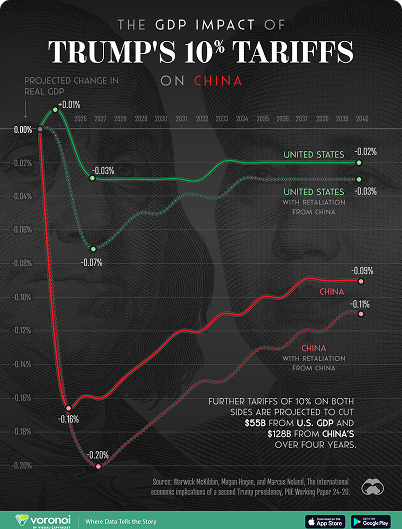 THE GDP IMPACT OF
TRUMP'S 10% TARIFFS
ON CHINA
PROJECTED CHANGE IN
REAL GDP
+0.01%
2026 2027 2028 2029 2030 2031 2032 2033 2034 2035 2036 2037 2038 2039 2040
0.00%
-0.02%
-0.04%
-0.06%
-0.08%
-0.10%
-0.12%
-0.14%
-0.16%
-0.18%
-0.20%
UNITED STATES
-0.02%
-0.03%
UNITED STATES
WITH RETALIATION
FROM CHINA
-0.03%
-0.07%
-0.09%
CHINA
-0.11%
CHINA
WITH RETALIATION
FROM CHINA
-0.16%
-0.20%
FURTHER TARIFFS OF 10% ON BOTH
SIDES ARE PROJECTED TO CUT
$55B FROM U.S. GDP AND
$128B FROM CHINA'S
OVER FOUR YEARS.
Source: Warwick McKibbin, Megan Hogan, and Marcus Noland, The international
economic implications of a second Trump presidency, PIIE Working Paper 24-20.
voronoi
BY VISUAL CAPITALIST
Where Data Tells the Story
App Store
Google Play